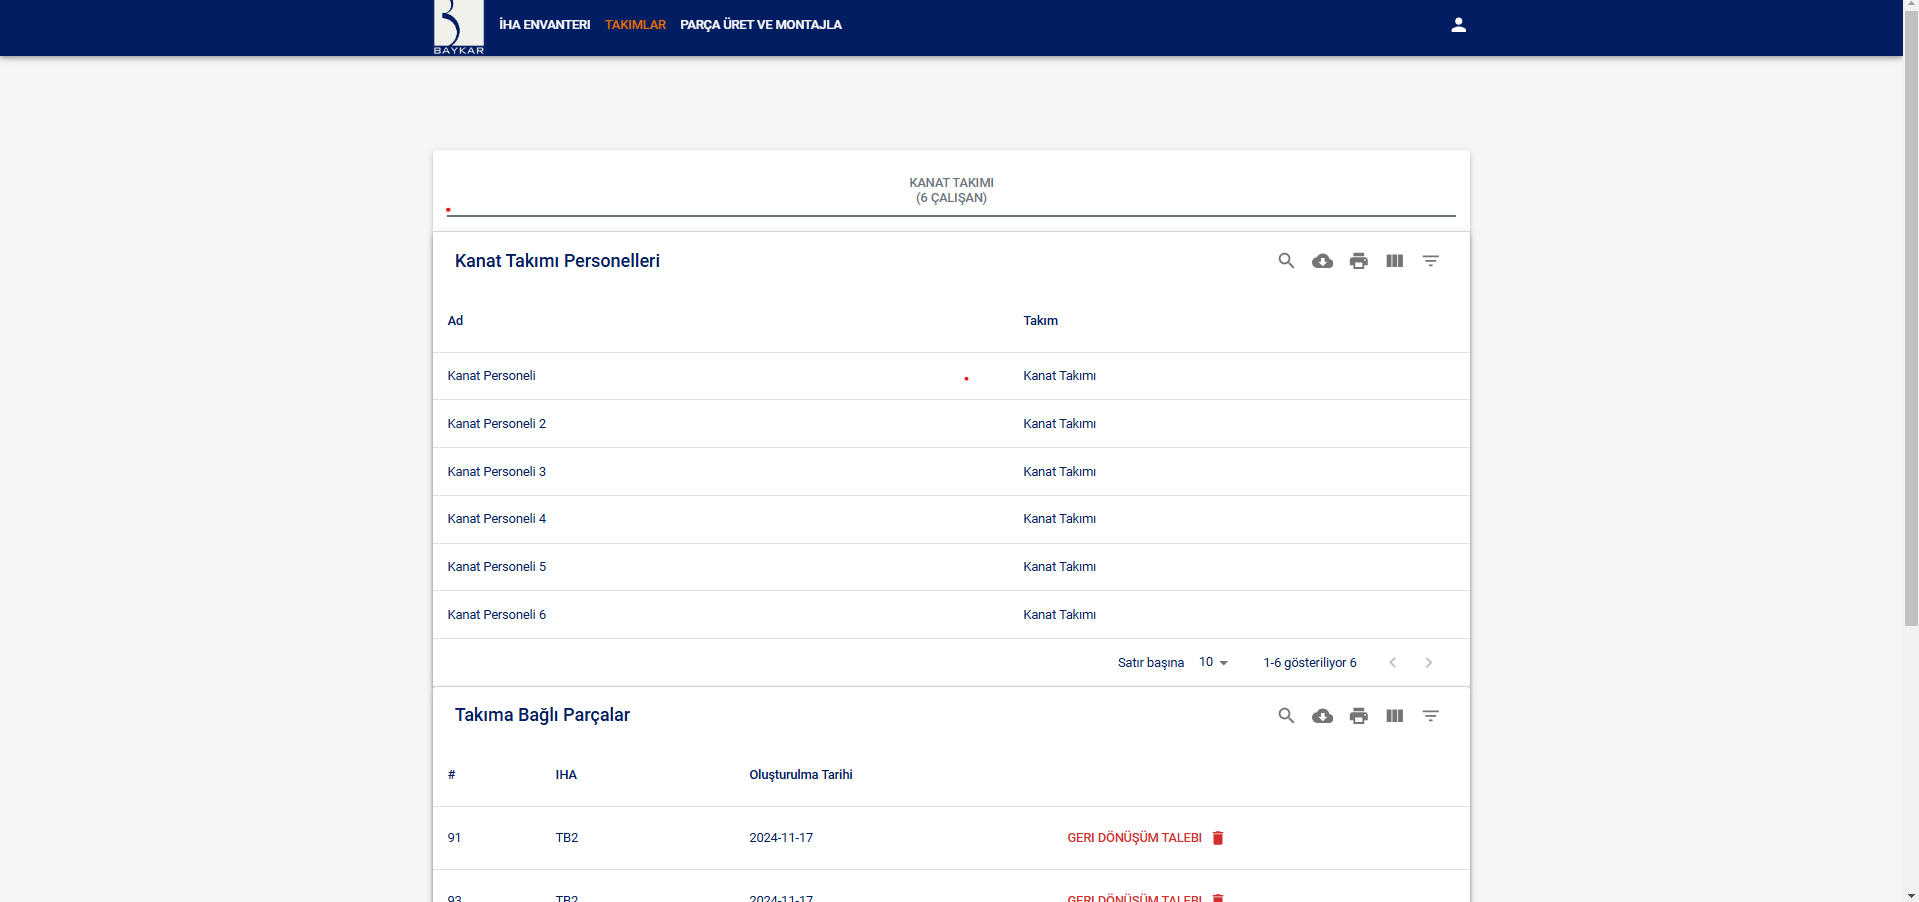 BAYKAR
İHA ENVANTERI TAKIMLAR PARÇA ÜRET VE MONTAJLA
KANAT TAKIMI
(6 ÇALIŞAN)
Kanat Takımı Personelleri
Ad Takım
Kanat Personeli Kanat Takımı
Kanat Personeli 2 Kanat Takımı
Kanat Personeli 3 Kanat Takımı
Kanat Personeli 4 Kanat Takımı
Kanat Personeli 5 Kanat Takımı
Kanat Personeli 6 Kanat Takımı
Satır başına 10 1-6 gösteriliyor 6
Takıma Bağlı Parçalar
# IHA Oluşturulma Tarihi
91 TB2 2024-11-17 GERI DÖNÜŞÜM TALEBI
93 TB2 2024-11-17 GERI DÖNÜŞÜM TALEBI